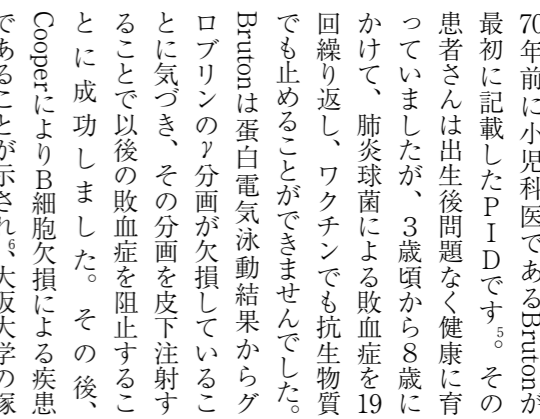 70年前に小児科医であるBrutonが
最初に記載したPIDです5。その
患者さんは出生後問題なく健康に育
っていましたが、3歳頃から8歳に
かけて、肺炎球菌による敗血症を19
回繰り返し、ワクチンでも抗生物質
でも止めることができませんでした。
Brutonは蛋白電気泳動結果からグ
ロブリンのγ分画が欠損しているこ
とに気づき、その分画を皮下注射す
ることで以後の敗血症を阻止するこ
とに成功しました。その後、
CooperによりB細胞欠損による疾患
であることが示され6、大阪大学の塚